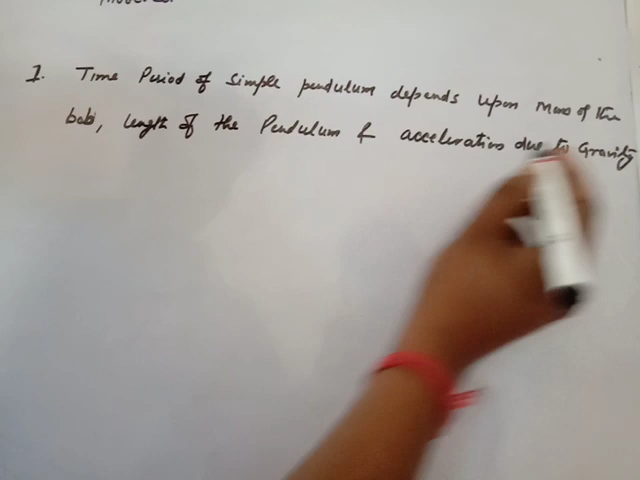 1. Time Period of Simple pendulum depends upon Mass of the
bob, length of the Pendulum & acceleration due to Gravity